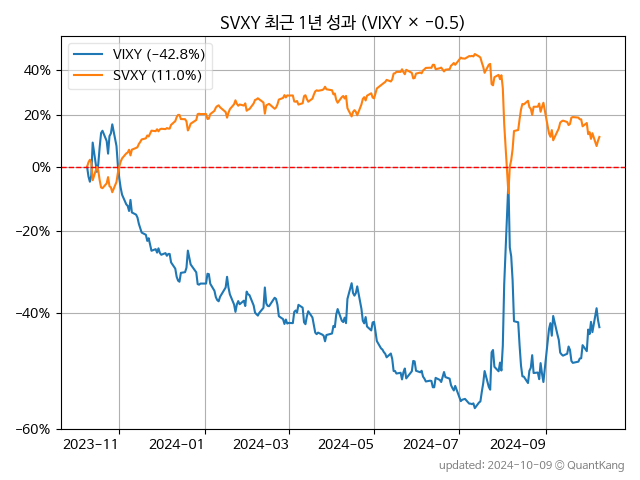 SVXY 최근 1년 성과 (VIXY × −0.5)
VIXY (−42.8%)
SVXY (11.0%)
40%
20%
0%
−20%
−40%
−60%
2023-11 2024-01 2024-03 2024-05 2024-07 2024-09
updated: 2024-10-09 © QuantKang